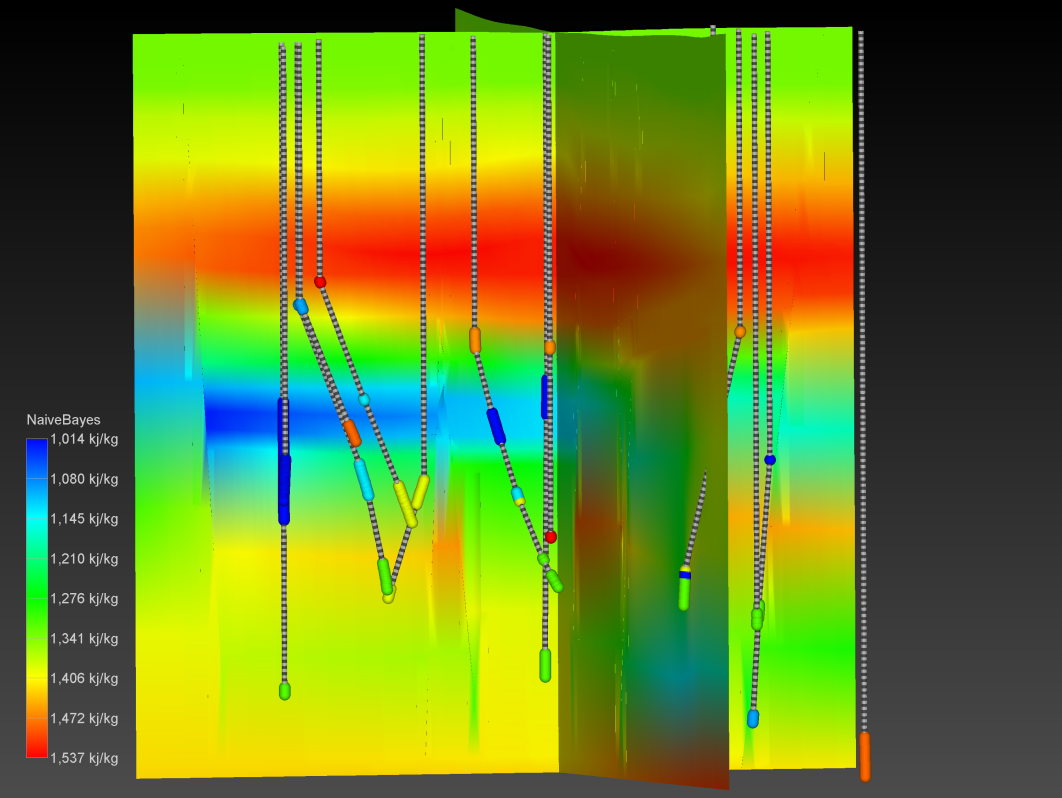 NaiveBayes
1,014 kj/kg
1,080 kj/kg
1,145 kj/kg
1,210 kj/kg
1,276 kj/kg
1,341 kj/kg
1,406 kj/kg
1,472 kj/kg
1,537 kj/kg